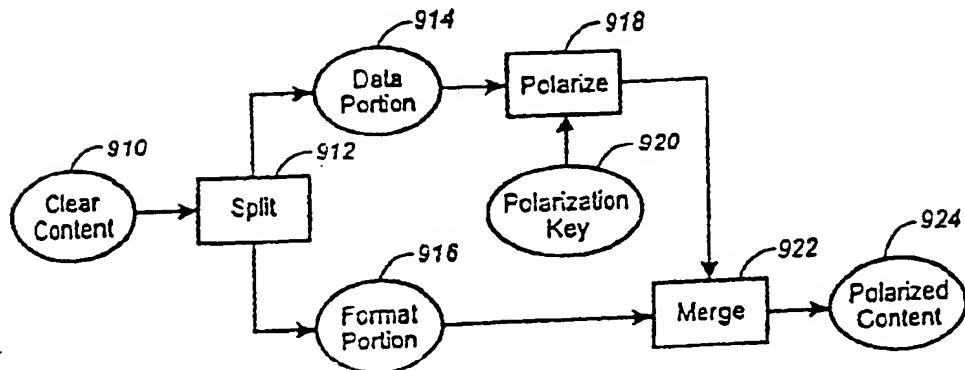 914
Data
Portion
918
Polarize
910
Clear
Content
912
Split
920
Polarization
Key
916
Format
Portion
922
Merge
924
Polarized
Content